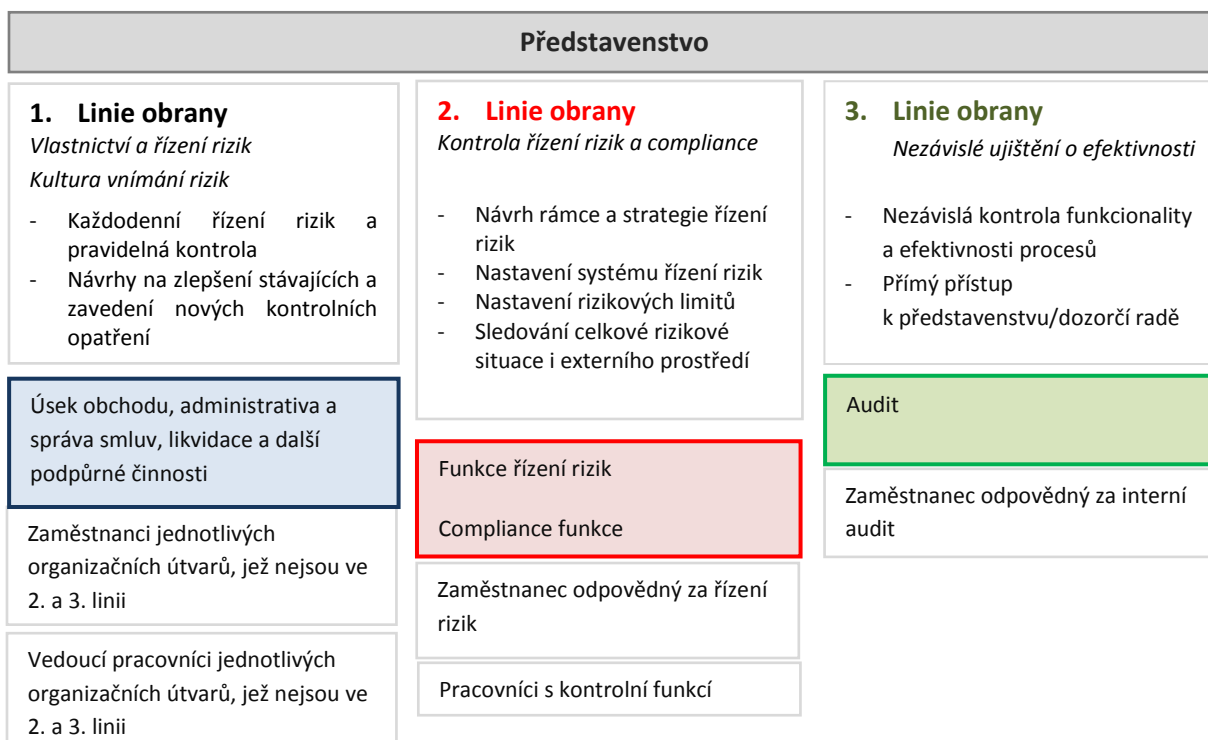 Představenstvo
1. Linie obrany
Vlastnictví a řízení rizik
Kultura vnímání rizik
- Každodenní řízení rizik a
pravidelná kontrola
- Návrhy na zlepšení stávajících a
zavedení nových kontrolních
opatření
Úsek obchodu, administrativa a
správa smluv, likvidace a další
podpůrné činnosti
Zaměstnanci jednotlivých
organizačních útvarů, jež nejsou ve
2. a 3. linii
Vedoucí pracovníci jednotlivých
organizačních útvarů, jež nejsou ve
2. a 3. linii
2. Linie obrany
Kontrola řízení rizik a compliance
- Návrh rámce a strategie řízení
rizik
- Nastavení systému řízení rizik
- Nastavení rizikových limitů
- Sledování celkové rizikové
situace i externího prostředí
Funkce řízení rizik
Compliance funkce
Zaměstnanec odpovědný za řízení
rizik
Pracovníci s kontrolní funkcí
3. Linie obrany
Nezávislé ujištění o efektivnosti
- Nezávislá kontrola funkcionality
a efektivnosti procesů
- Přímý přístup
k představenstvu/dozorčí radě
Audit
Zaměstnanec odpovědný za interní
audit